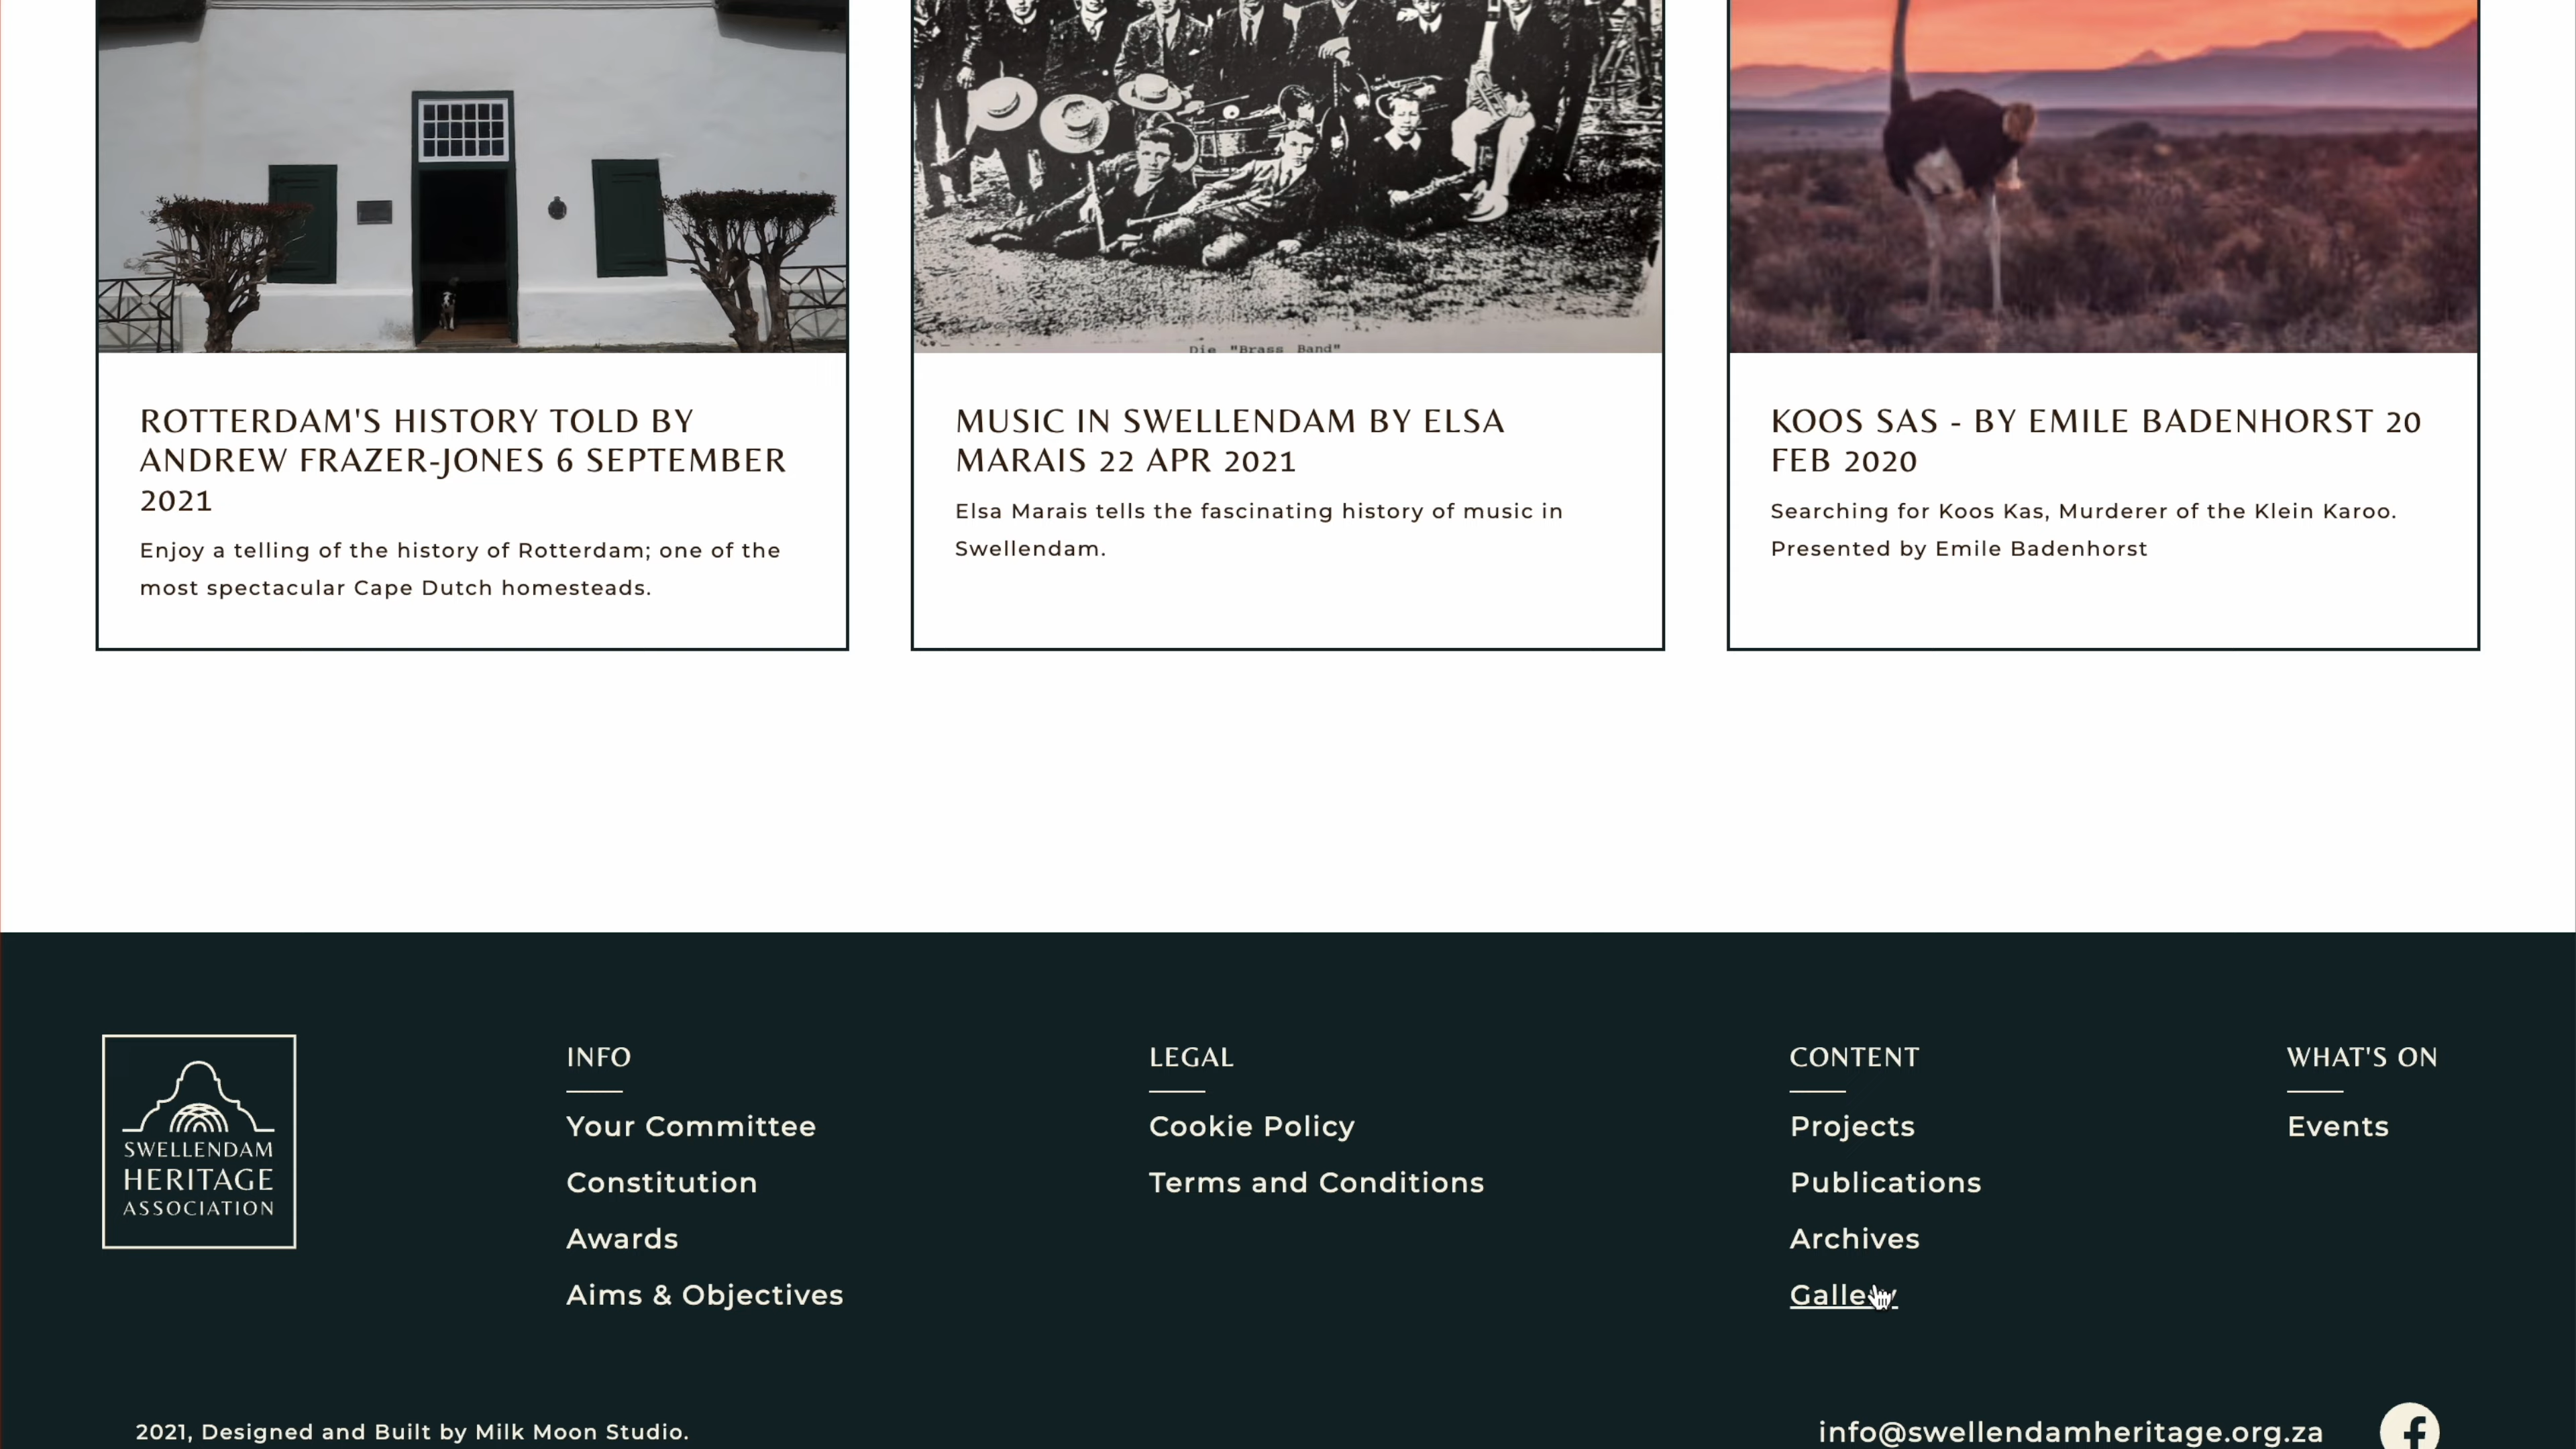 Die "Brass Band"
ROTTERDAM'S HISTORY TOLD BY
ANDREW FRAZER-JONES 6 SEPTEMBER
2021
Enjoy a telling of the history of Rotterdam; one of the
most spectacular Cape Dutch homesteads.
MUSIC IN SWELLENDAM BY ELSA
MARAIS 22 APR 2021
Elsa Marais tells the fascinating history of music in
Swellendam.
KOOS SAS - BY EMILE BADENHORST 20
FEB 2020
Searching for Koos Kas, Murderer of the Klein Karoo.
Presented by Emile Badenhorst
SWELLENDAM
HERITAGE
ASSOCIATION
INFO
Your Committee
Constitution
Awards
Aims & Objectives
LEGAL
Cookie Policy
Terms and Conditions
CONTENT
Projects
Publications
Archives
Gallery
WHAT'S ON
Events
2021, Designed and Built by Milk Moon Studio.
info@swellendamheritage.org.za